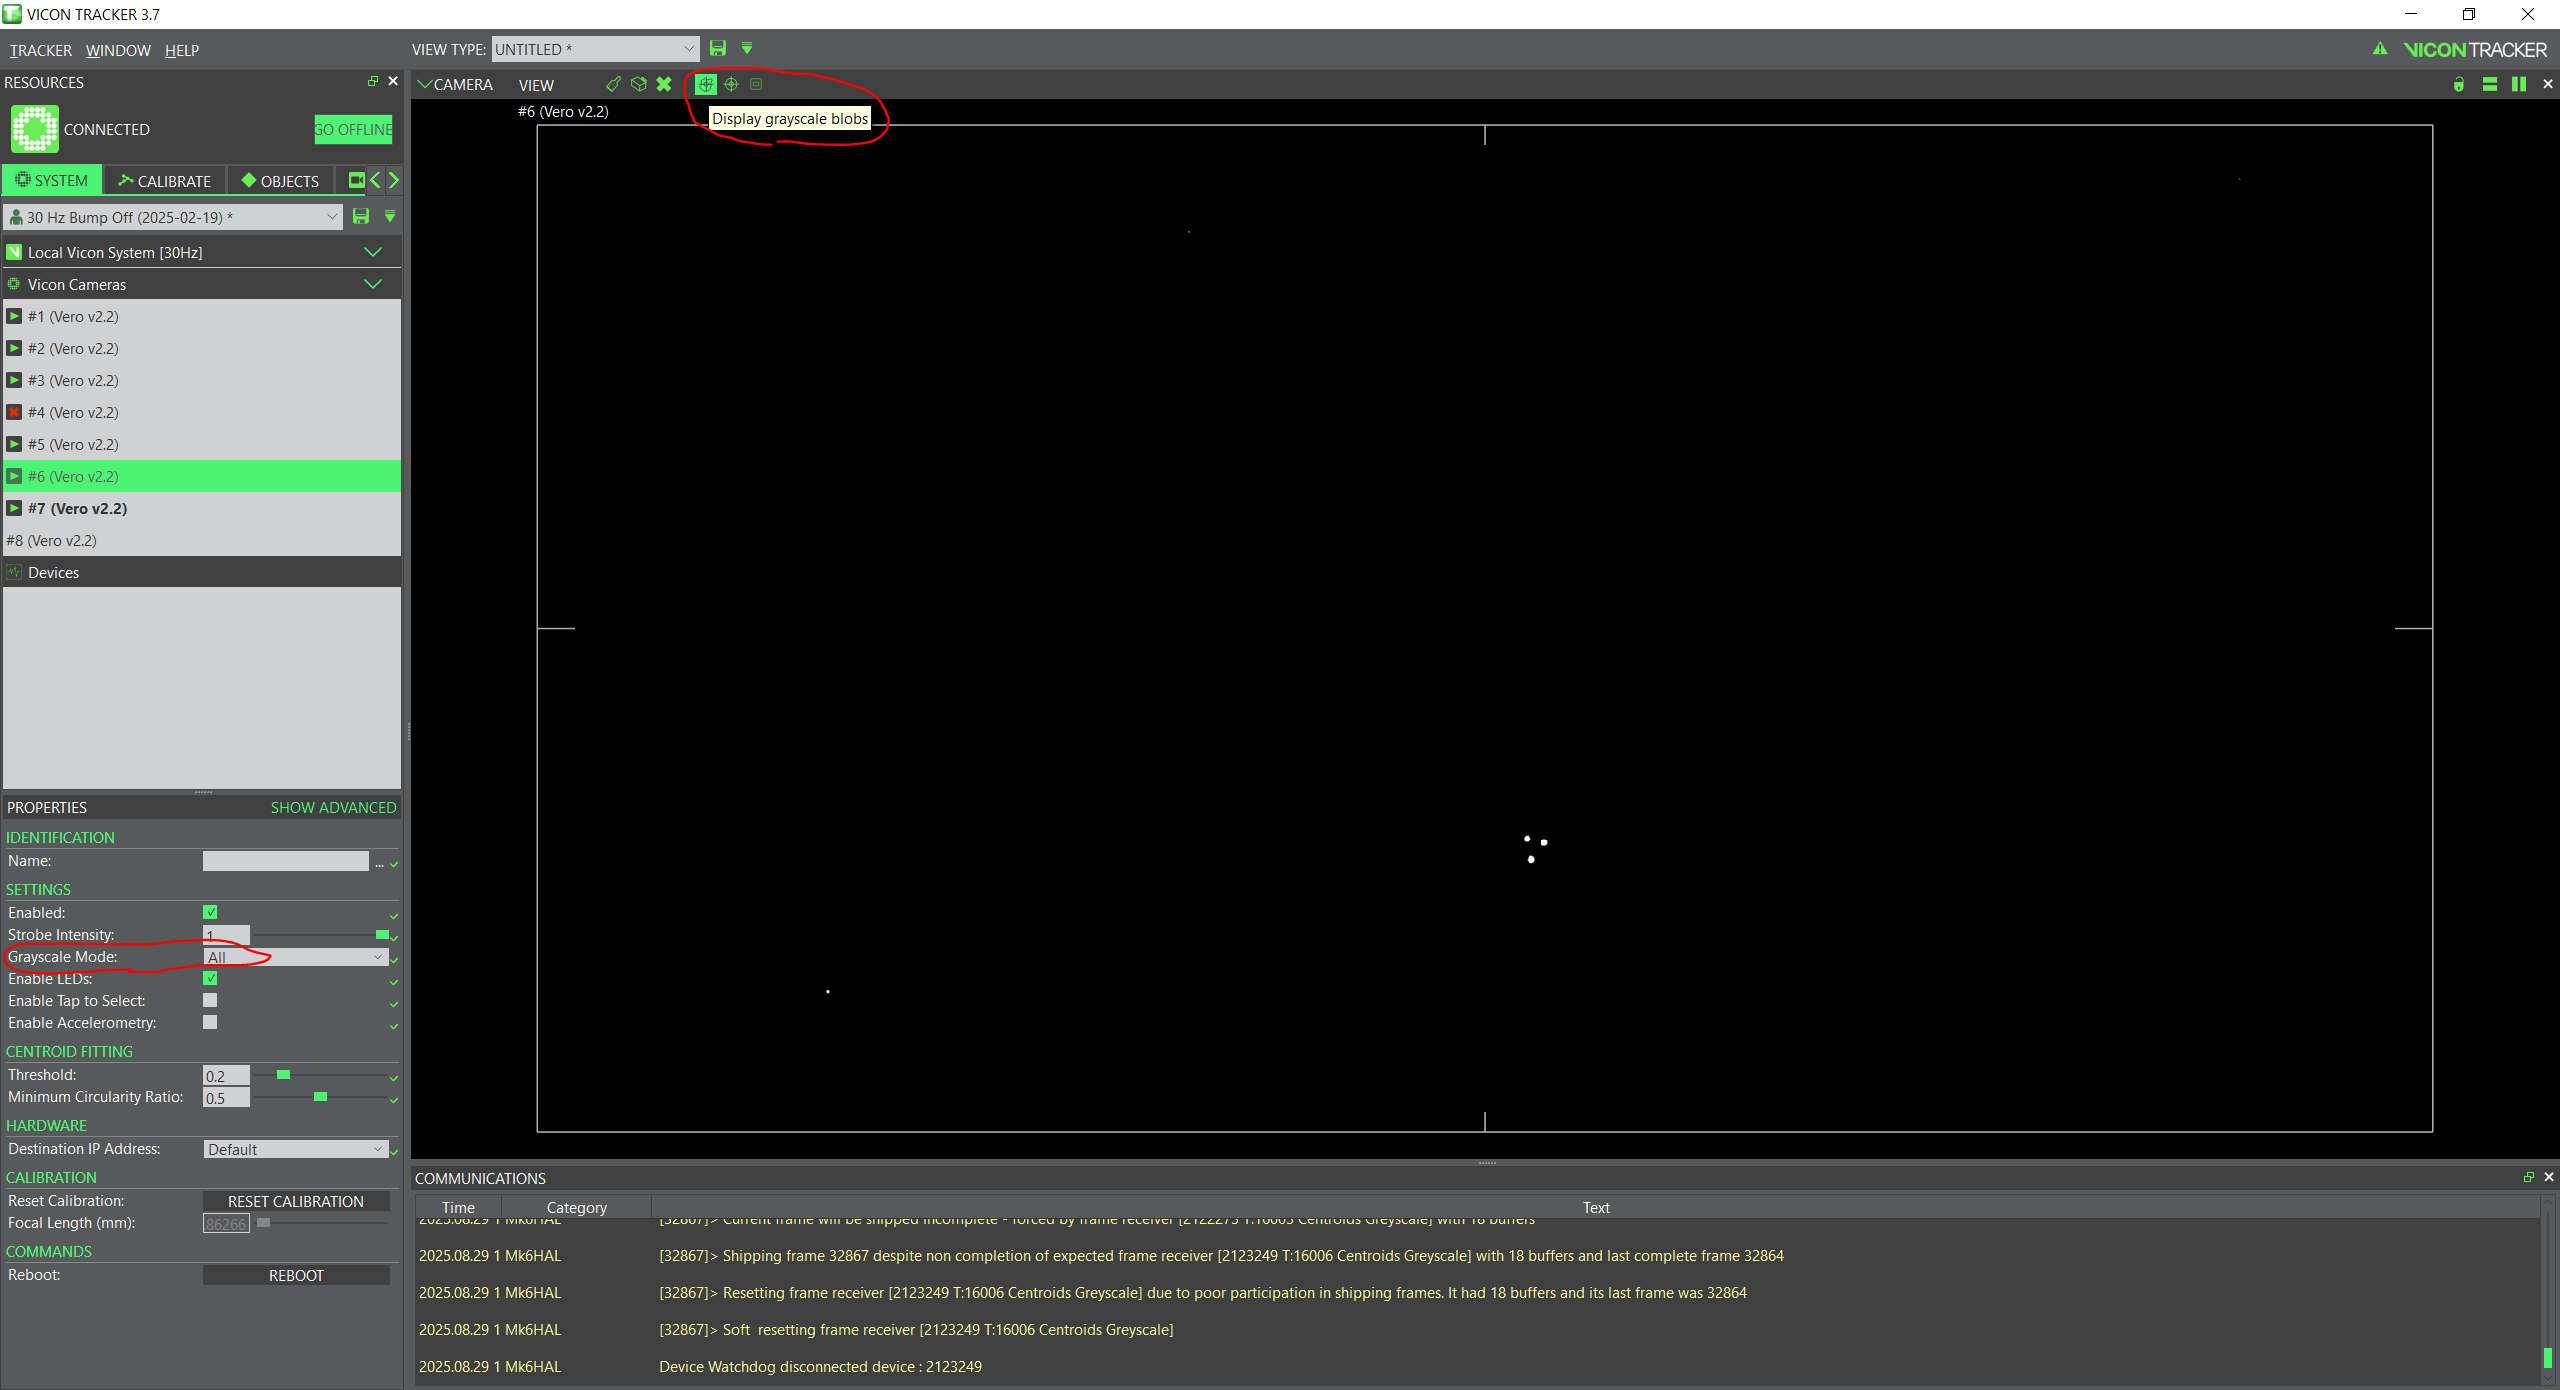 VICON TRACKER 3.7
TRACKER WINDOW HELP
VIEW TYPE: UNTITLED *
VICON TRACKER
RESOURCES
CAMERA VIEW
#6 (Vero v2.2)
Display grayscale blobs
CONNECTED
GO OFFLINE
SYSTEM CALIBRATE OBJECTS
30 Hz Bump Off (2025-02-19) *
Local Vicon System [30Hz]
Vicon Cameras
#1 (Vero v2.2)
#2 (Vero v2.2)
#3 (Vero v2.2)
#4 (Vero v2.2)
#5 (Vero v2.2)
#6 (Vero v2.2)
#7 (Vero v2.2)
#8 (Vero v2.2)
Devices
PROPERTIES SHOW ADVANCED
IDENTIFICATION
Name: ...
SETTINGS
Enabled:
Strobe Intensity: 1
Grayscale Mode: All
Enable LEDs:
Enable Tap to Select:
Enable Accelerometry:
CENTROID FITTING
Threshold: 0.2
Minimum Circularity Ratio: 0.5
HARDWARE
Destination IP Address: Default
CALIBRATION
Reset Calibration: RESET CALIBRATION
Focal Length (mm): 86266
COMMANDS
Reboot: REBOOT
COMMUNICATIONS
Time Category Text
2025.08.29 1 Mk6HAL [32867]> Current frame will be shipped incomplete - forced by frame receiver [2122273 T:16005 Centroids Greyscale] with 18 buffers
2025.08.29 1 Mk6HAL [32867]> Shipping frame 32867 despite non completion of expected frame receiver [2123249 T:16006 Centroids Greyscale] with 18 buffers and last complete frame 32864
2025.08.29 1 Mk6HAL [32867]> Resetting frame receiver [2123249 T:16006 Centroids Greyscale] due to poor participation in shipping frames. It had 18 buffers and its last frame was 32864
2025.08.29 1 Mk6HAL [32867]> Soft  resetting frame receiver [2123249 T:16006 Centroids Greyscale]
2025.08.29 1 Mk6HAL Device Watchdog disconnected device : 2123249